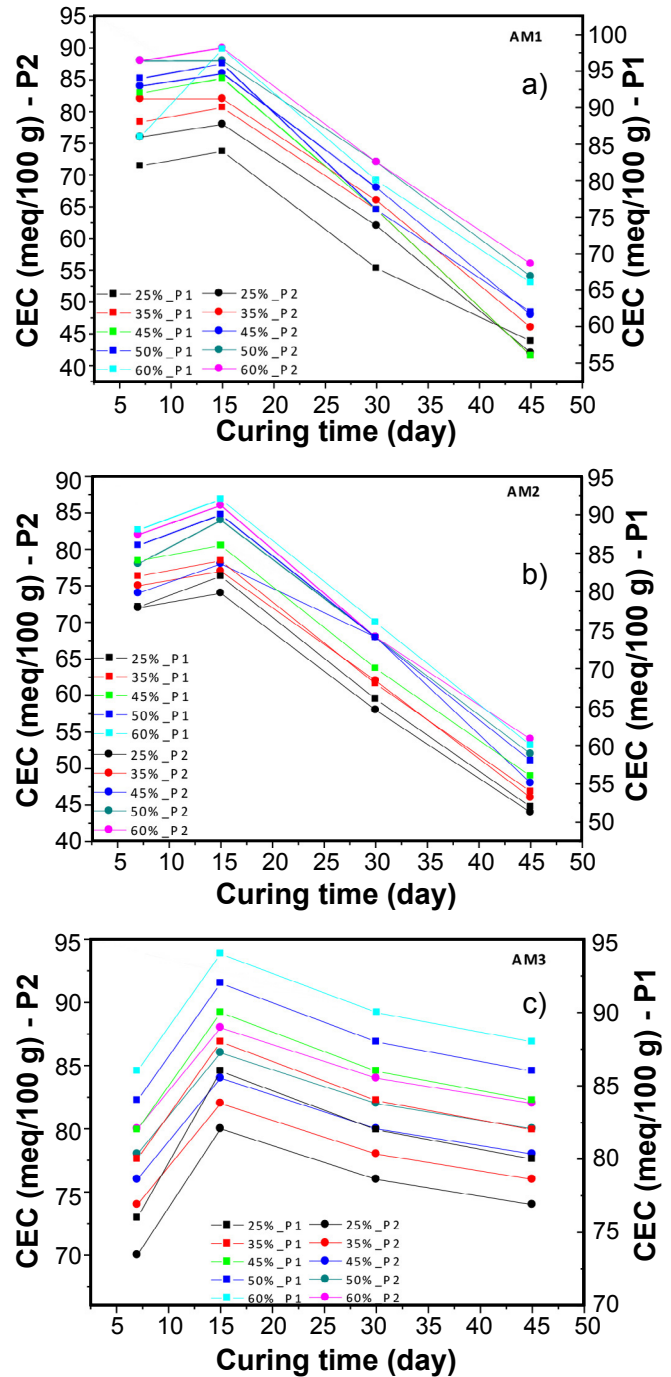 AM1
a)
CEC (meq/100 g) - P2
95
90
85
80
75
70
65
60
55
50
45
40
CEC (meq/100 g) - P1
100
95
90
85
80
75
70
65
60
55
25%_P1 25%_P2
35%_P1 35%_P2
45%_P1 45%_P2
50%_P1 50%_P2
60%_P1 60%_P2
5 10 15 20 25 30 35 40 45 50
Curing time (day)
AM2
b)
CEC (meq/100 g) - P2
90
85
80
75
70
65
60
55
50
45
40
CEC (meq/100 g) - P1
95
90
85
80
75
70
65
60
55
50
25%_P1
35%_P1
45%_P1
50%_P1
60%_P1
25%_P2
35%_P2
45%_P2
50%_P2
60%_P2
5 10 15 20 25 30 35 40 45 50
Curing time (day)
AM3
c)
CEC (meq/100 g) - P2
95
90
85
80
75
70
CEC (meq/100 g) - P1
95
90
85
80
75
70
25%_P1 25%_P2
35%_P1 35%_P2
45%_P1 45%_P2
50%_P1 50%_P2
60%_P1 60%_P2
5 10 15 20 25 30 35 40 45 50
Curing time (day)